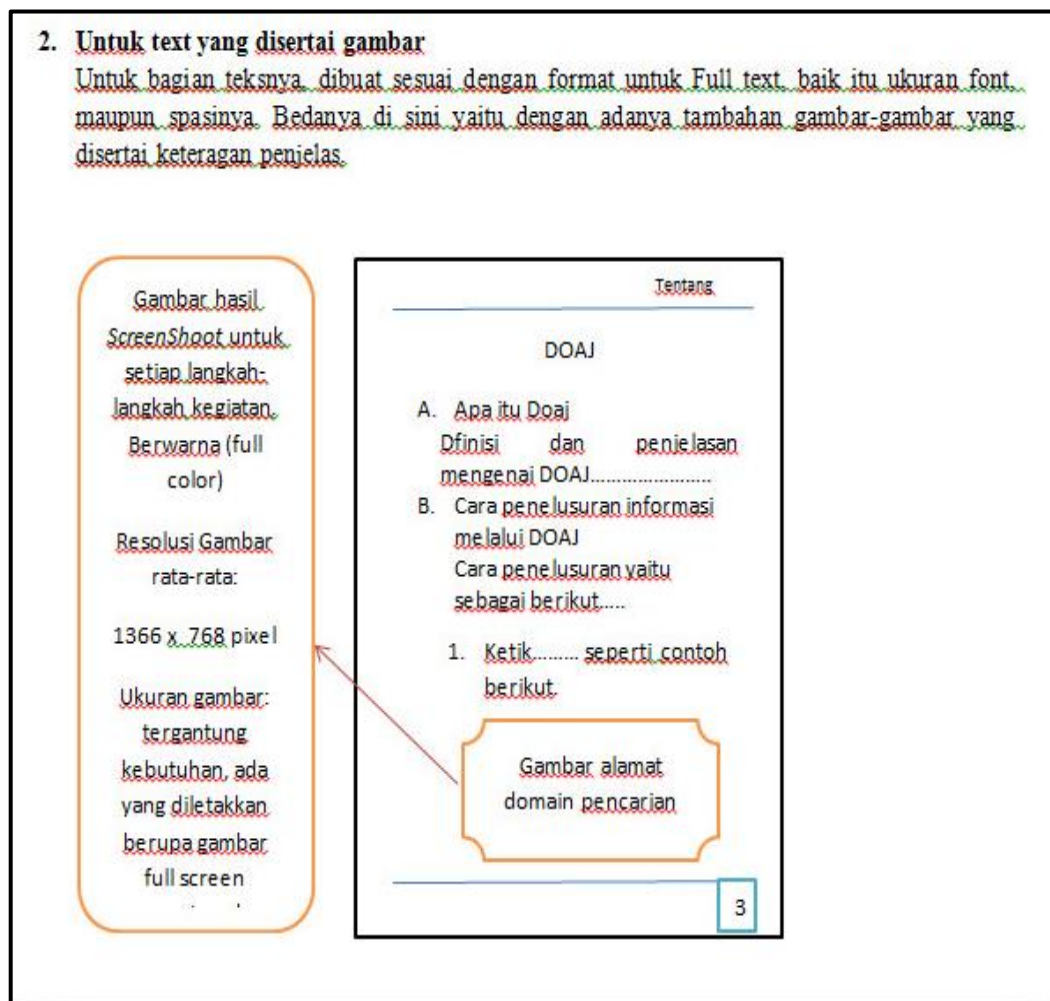 2. Untuk text yang disertai gambar
Untuk bagian teksnya, dibuat sesuai dengan format untuk Full text, baik itu ukuran font,
maupun spasinya. Bedanya di sini yaitu dengan adanya tambahan gambar-gambar yang
disertai keteragan penjelas.
Gambar hasil
ScreenShoot untuk
setiap langkah-
langkah kegiatan.
Berwarna (full
color)
Resolusi Gambar
rata-rata:
1366 x 768 pixel
Ukuran gambar:
tergantung
kebutuhan, ada
yang diletakkan
berupa gambar
full screen
Tentang
DOAJ
A. Apa itu Doaj
Dfinisi dan penjelasan
mengenai DOAJ........................
B. Cara penelusuran informasi
melalui DOAJ
Cara penelusuran yaitu
sebagai berikut.....
1. Ketik......... seperti contoh
berikut.
Gambar alamat
domain pencarian
3